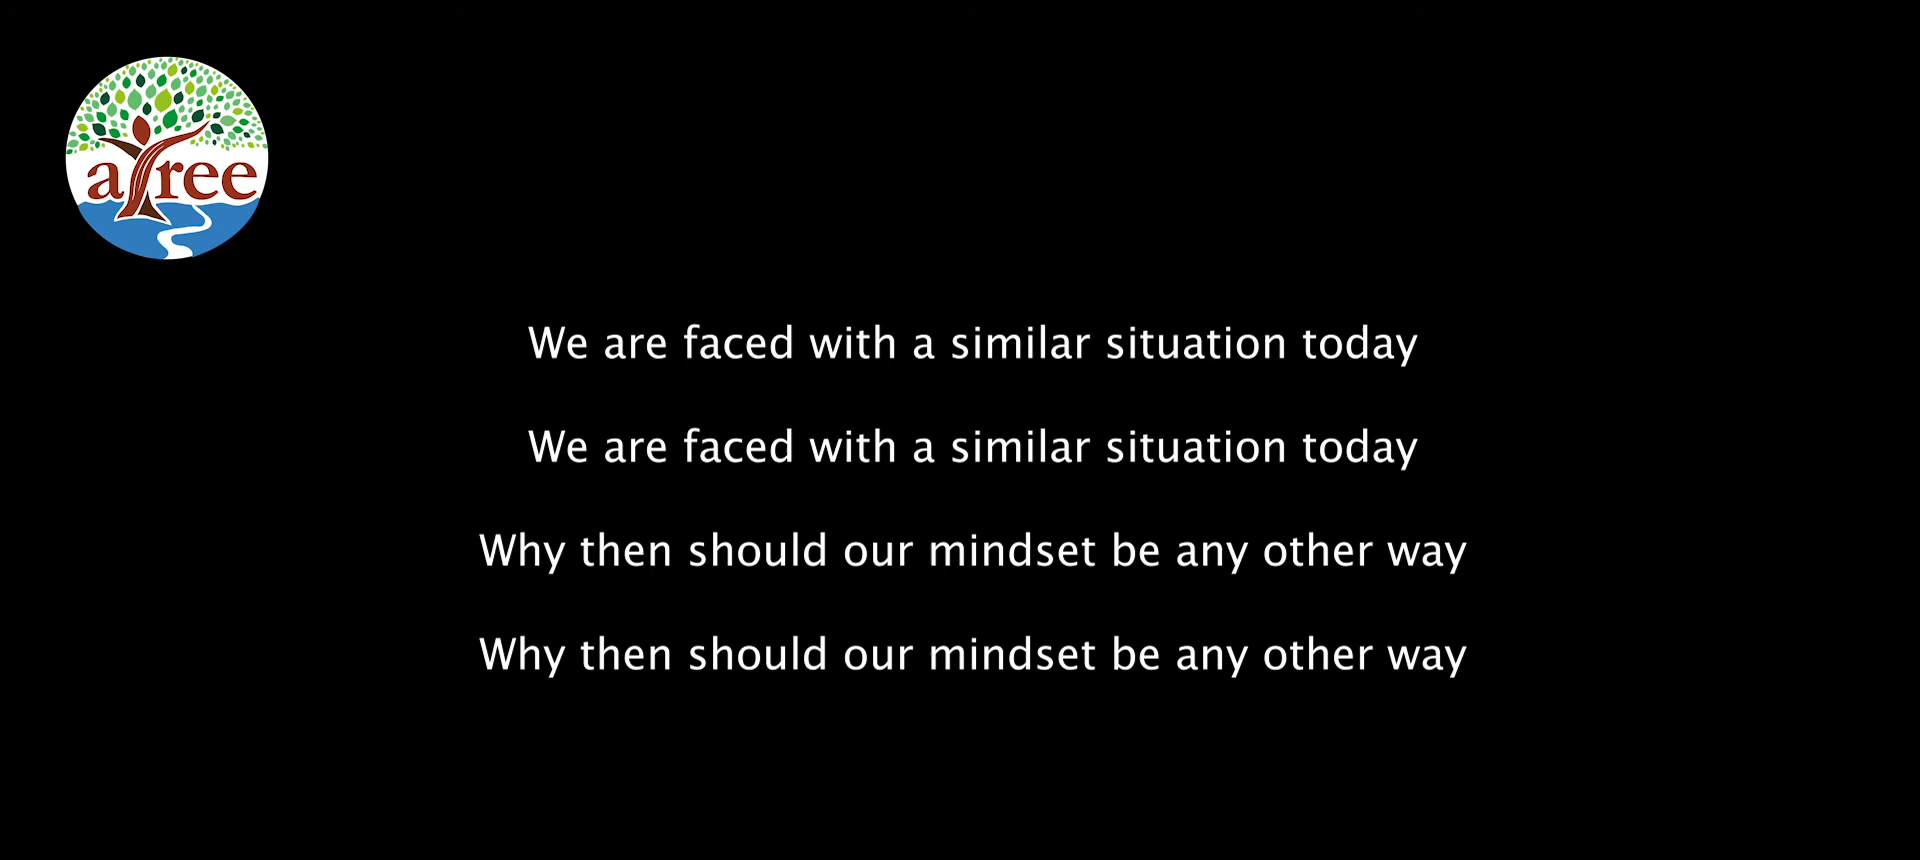 aTree
We are faced with a similar situation today
We are faced with a similar situation today
Why then should our mindset be any other way
Why then should our mindset be any other way